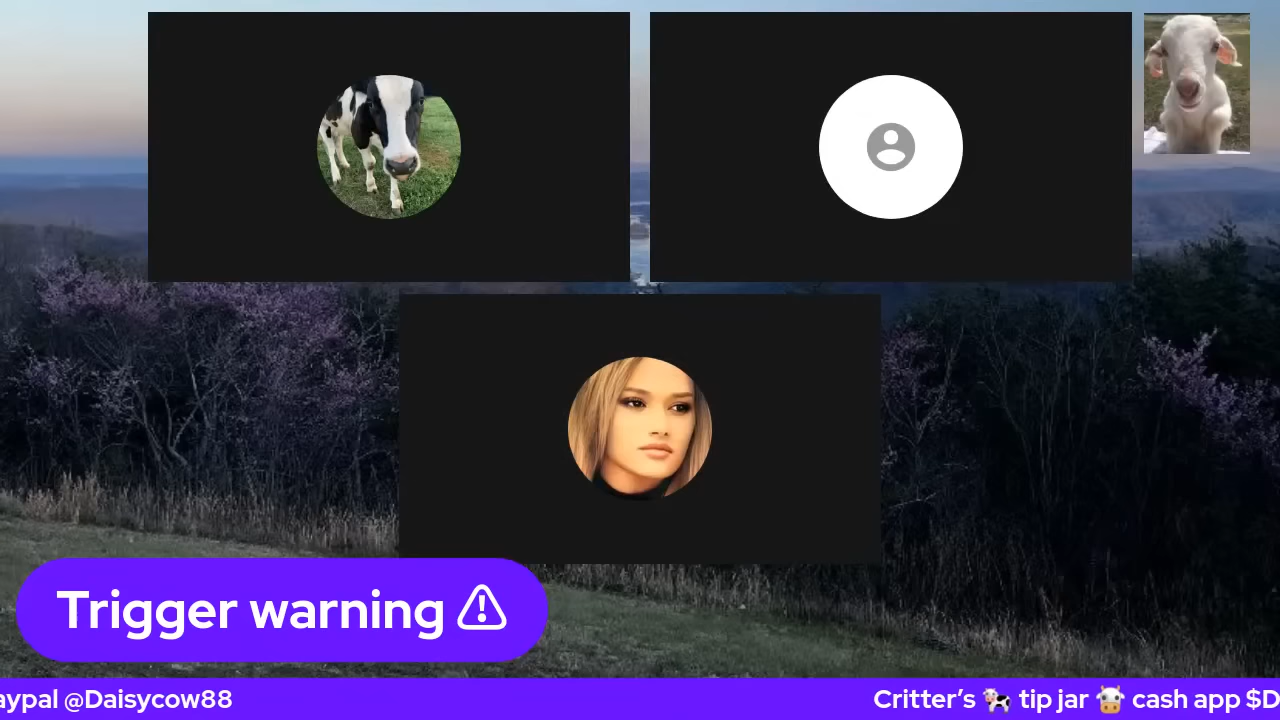 Trigger warning ⚠
aypal @Daisycow88
Critter's 🐄 tip jar 🐮 cash app $D